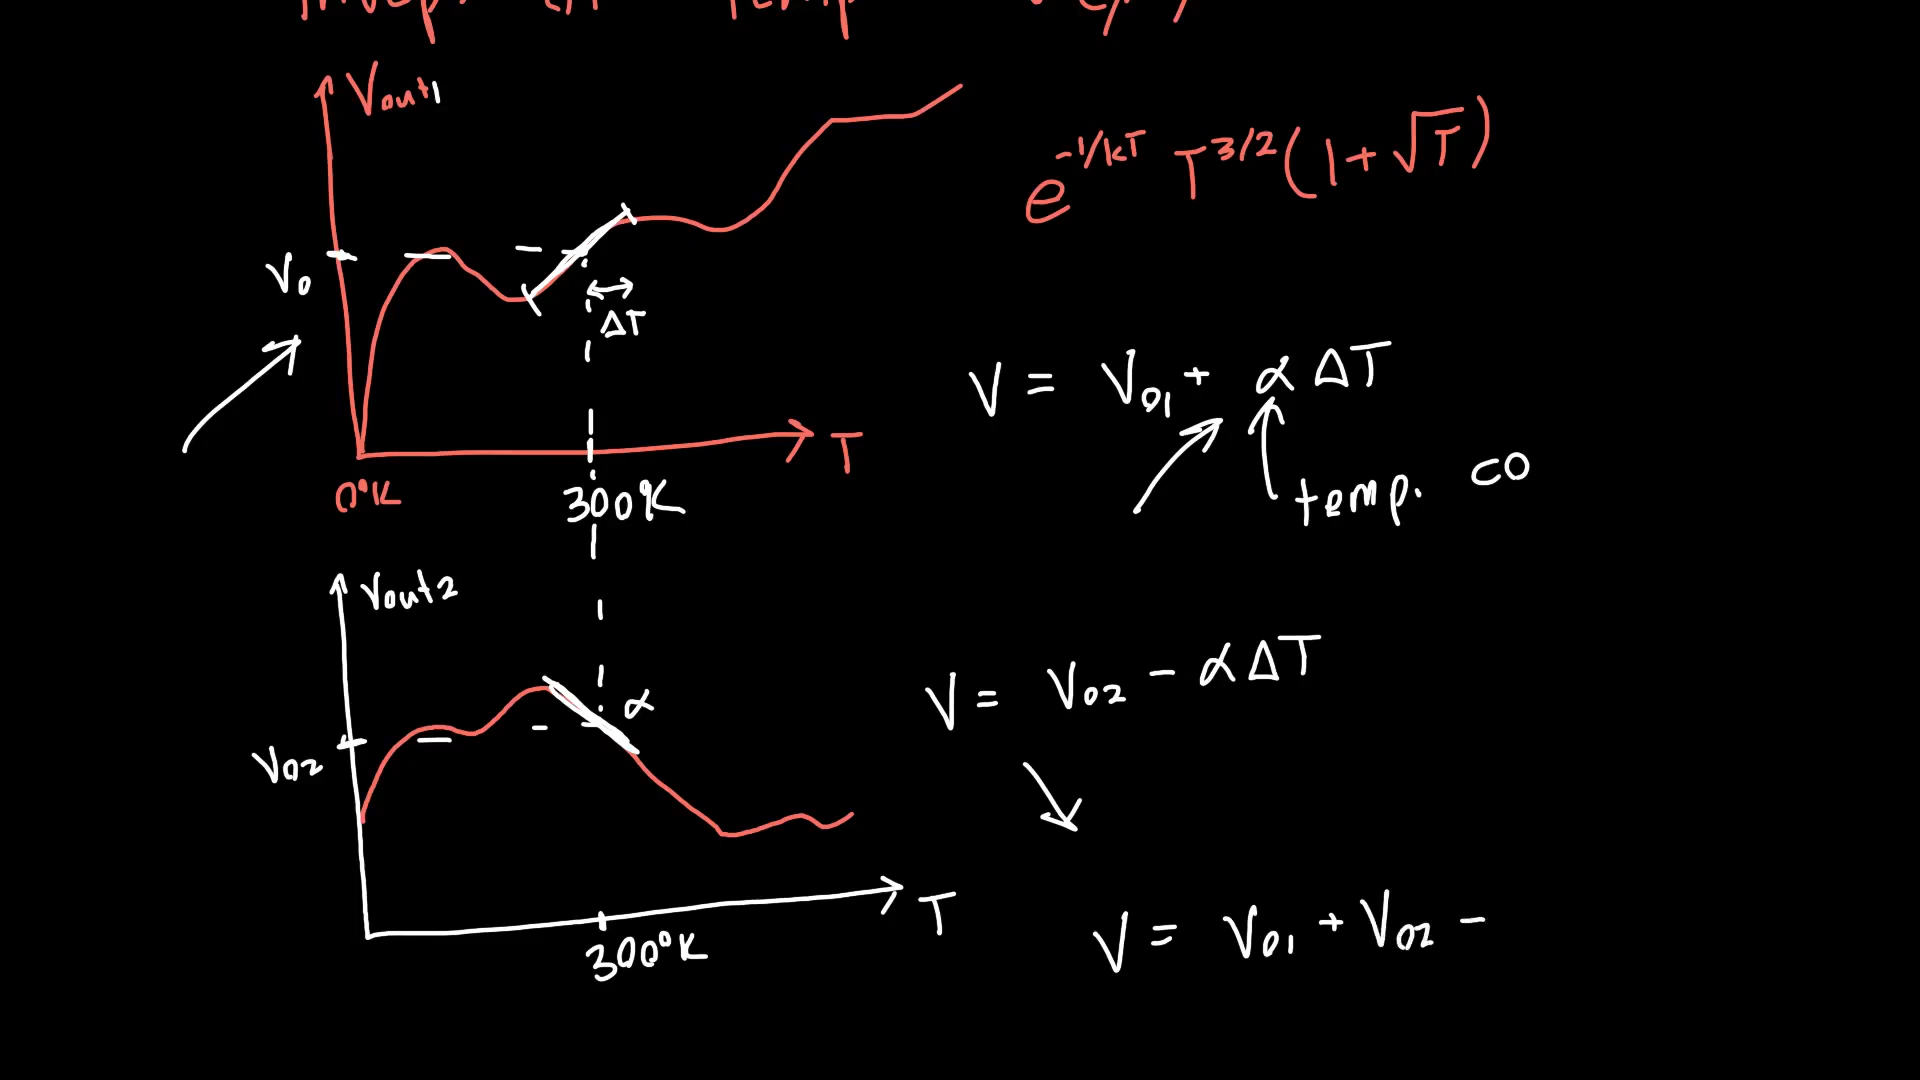 Vout1
e^-1/kT T^3/2(1+√T)
V0
ΔT
V = V01 + α ΔT
T
temp. co
0°K
300°K
Vout2
V = V02 - αΔT
α
V02
T
300°K
V = V01 + V02 -